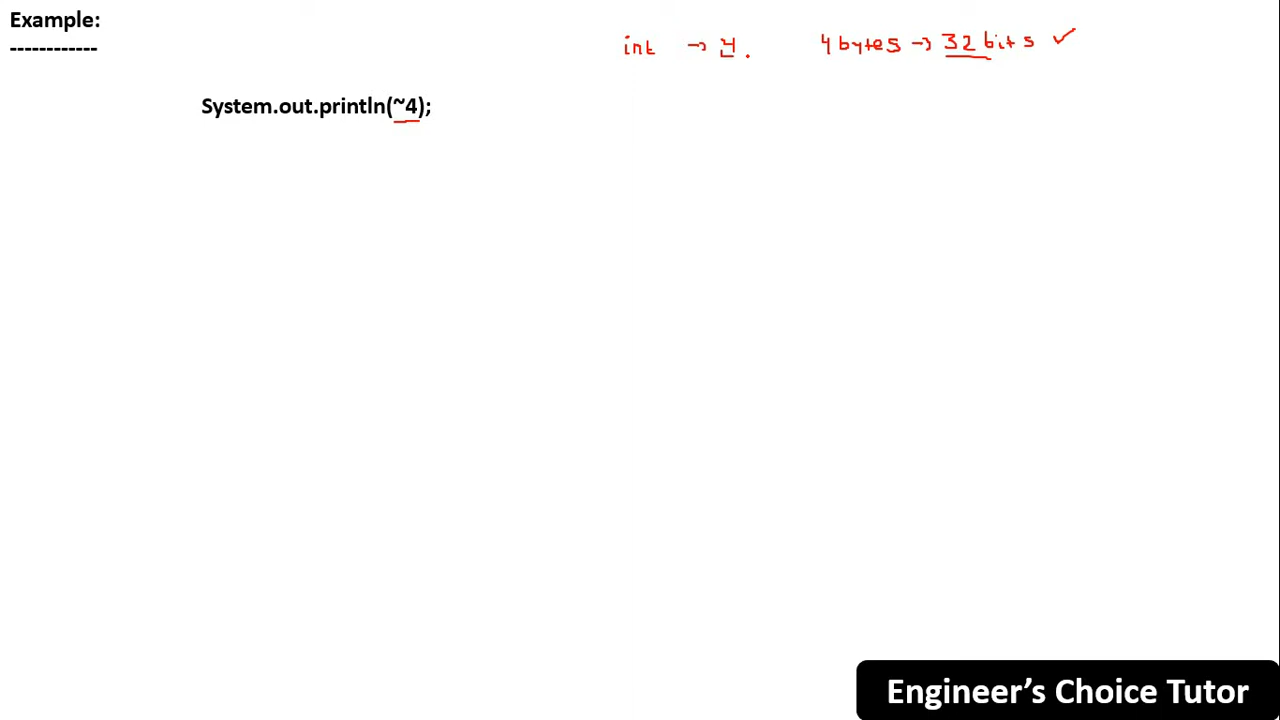 Example:
------------
int → 4. 4 bytes → 32 bits ✓
System.out.println(~4);
Engineer’s Choice Tutor